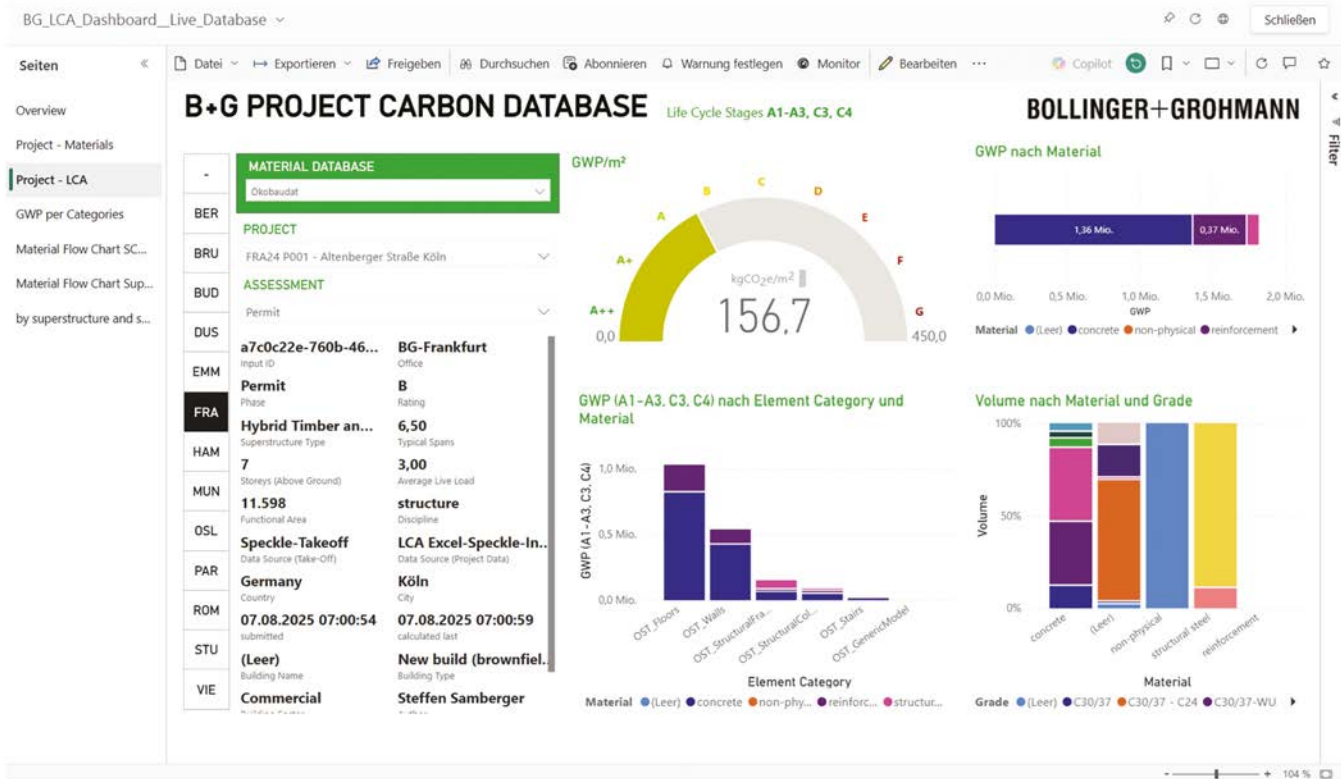 BG_LCA_Dashboard__Live_Database
Schließen
Seiten
Datei
Exportieren
Freigeben
Durchsuchen
Abonnieren
Warnung festlegen
Monitor
Bearbeiten
Copilot
Overview
Project - Materials
Project - LCA
GWP per Categories
Material Flow Chart SC...
Material Flow Chart Sup...
by superstructure and s...
B+G PROJECT CARBON DATABASE
Life Cycle Stages A1-A3, C3, C4
BOLLINGER+GROHMANN
Filter
-
BER
BRU
BUD
DUS
EMM
FRA
HAM
MUN
OSL
PAR
ROM
STU
VIE
MATERIAL DATABASE
Ökobaudat
PROJECT
FRA24 P001 - Altenberger Straße Köln
ASSESSMENT
Permit
a7c0c22e-760b-46... BG-Frankfurt
Input ID Office
Permit B
Phase Rating
Hybrid Timber an... 6,50
Superstructure Type Typical Spans
7 3,00
Storeys (Above Ground) Average Live Load
11.598 structure
Functional Area Discipline
Speckle-Takeoff LCA Excel-Speckle-In..
Data Source (Take-Off) Data Source (Project Data)
Germany Köln
Country City
07.08.2025 07:00:54 07.08.2025 07:00:59
submitted calculated last
(Leer) New build (brownfiel..
Building Name Building Type
Commercial Steffen Samberger
GWP/m²
A++
A+
A
B
C
D
E
F
G
kgCO2e/m²
156,7
0,0 450,0
GWP nach Material
1,36 Mio. 0,37 Mio.
0,0 Mio. 0,5 Mio. 1,0 Mio. 1,5 Mio. 2,0 Mio.
GWP
Material (Leer) concrete non-physical reinforcement
GWP (A1-A3, C3, C4) nach Element Category und
Material
GWP (A1-A3, C3, C4)
1,0 Mio.
0,5 Mio.
0,0 Mio.
OST_Floors
OST_Walls
OST_StructuralFra...
OST_StructuralCol...
OST_Stairs
OST_GenericModel
Element Category
Material (Leer) concrete non-phy... reinforc... structur...
Volume nach Material und Grade
Volume
100%
50%
0%
concrete
(Leer)
non-physical
structural steel
reinforcement
Material
Grade (Leer) C30/37 C30/37 - C24 C30/37-WU
104 %